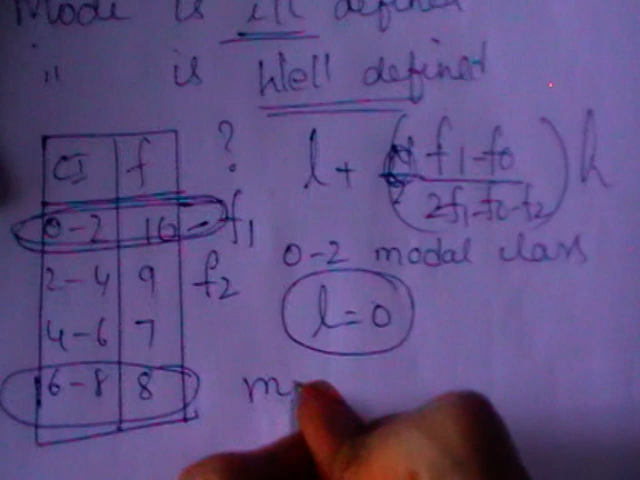 Mode is ill defined
" is Well defined
CI f ?
l + (f1-f0 / 2f1-f0-f2) h
0-2 10 - f1
0-2 modal class
2-4 9 f2
l=0
4-6 7
6-8 8
m